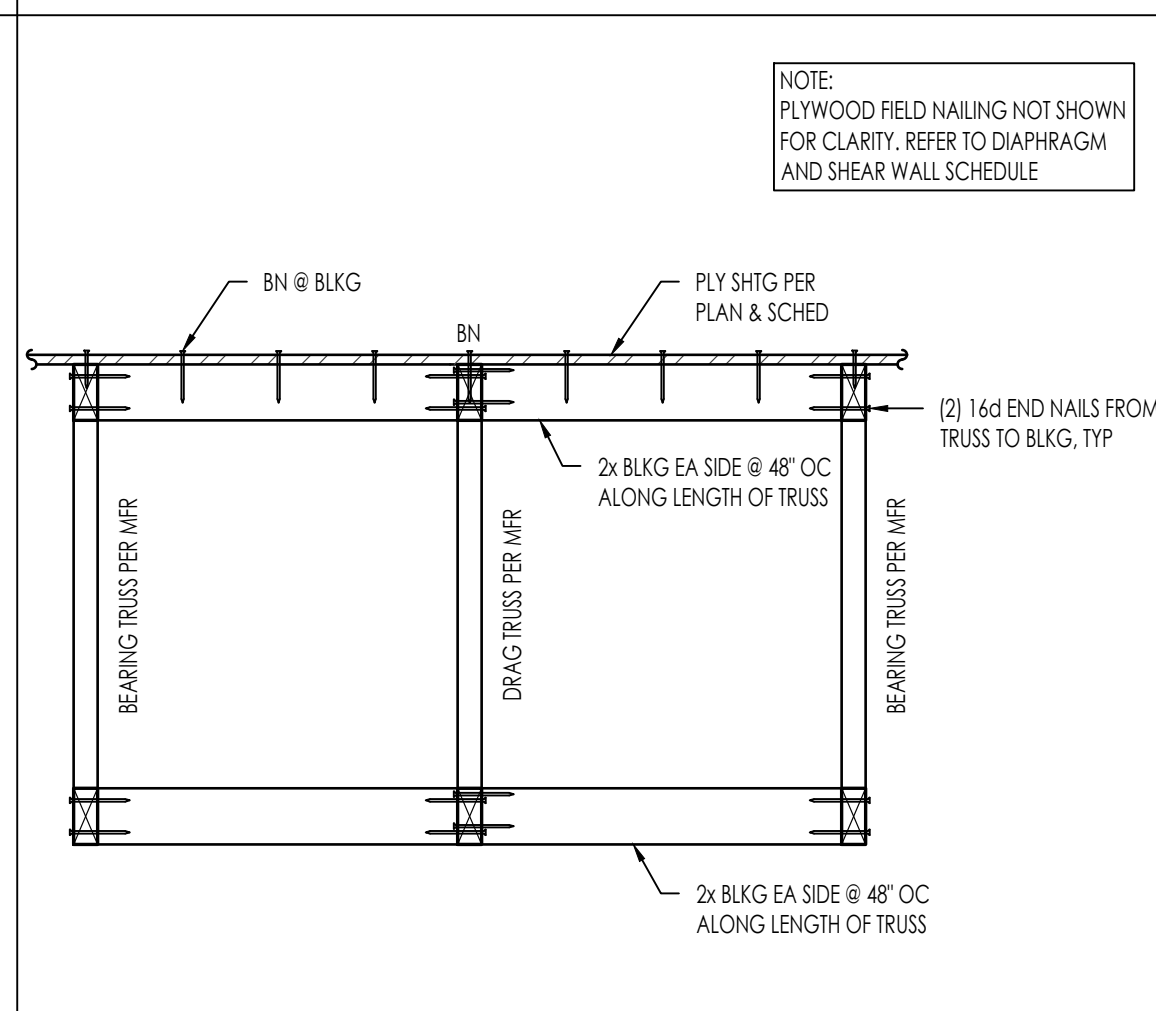 NOTE:
PLYWOOD FIELD NAILING NOT SHOWN
FOR CLARITY. REFER TO DIAPHRAGM
AND SHEAR WALL SCHEDULE
BN @ BLKG
PLY SHTG PER
PLAN & SCHED
BN
(2) 16d END NAILS FROM
TRUSS TO BLKG, TYP
2x BLKG EA SIDE @ 48" OC
ALONG LENGTH OF TRUSS
BEARING TRUSS PER MFR
DRAG TRUSS PER MFR
BEARING TRUSS PER MFR
2x BLKG EA SIDE @ 48" OC
ALONG LENGTH OF TRUSS